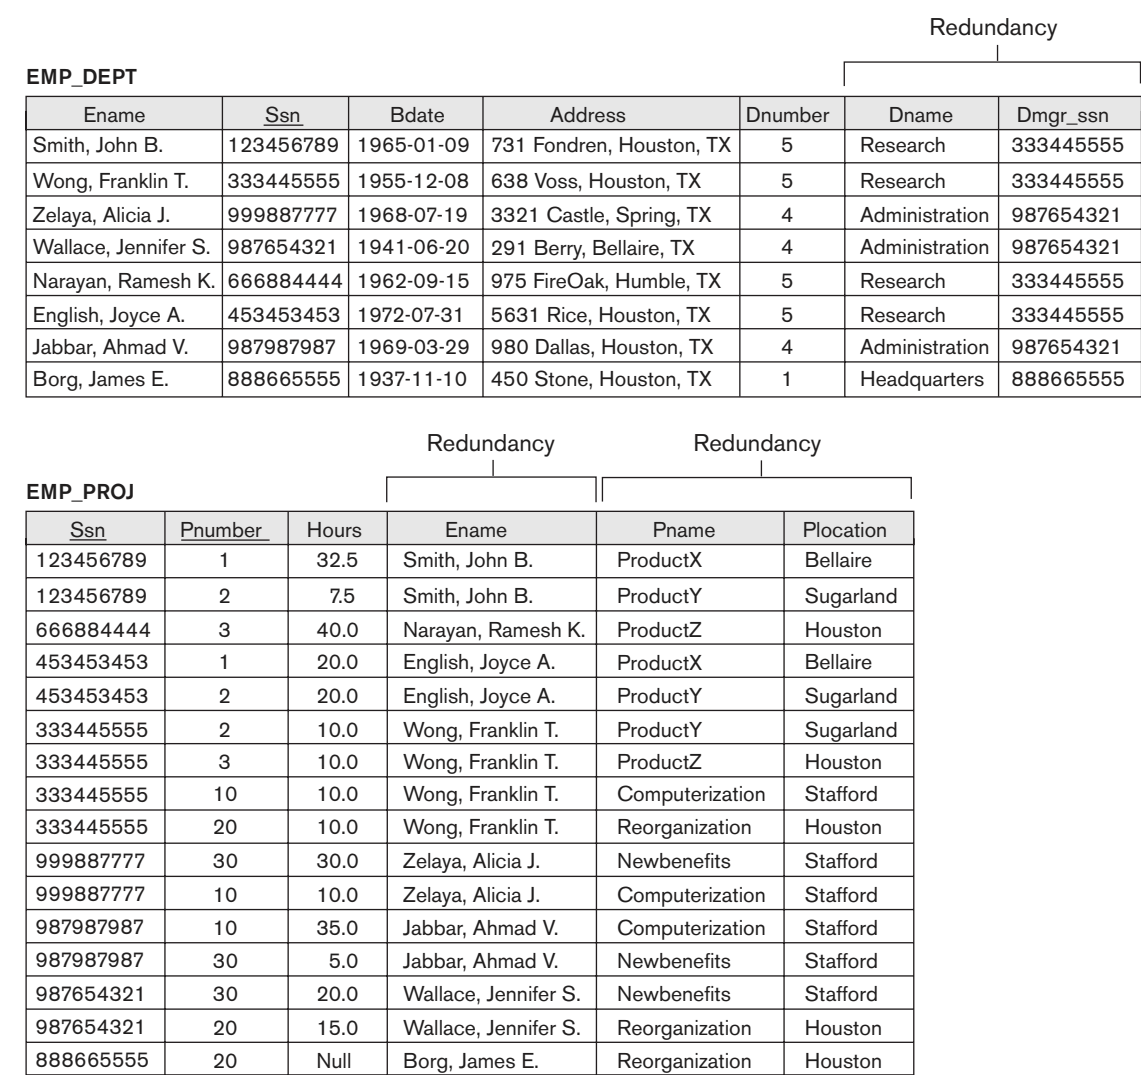 Redundancy
EMP_DEPT
Ename Ssn Bdate Address Dnumber Dname Dmgr_ssn
Smith, John B. 123456789 1965-01-09 731 Fondren, Houston, TX 5 Research 333445555
Wong, Franklin T. 333445555 1955-12-08 638 Voss, Houston, TX 5 Research 333445555
Zelaya, Alicia J. 999887777 1968-07-19 3321 Castle, Spring, TX 4 Administration 987654321
Wallace, Jennifer S. 987654321 1941-06-20 291 Berry, Bellaire, TX 4 Administration 987654321
Narayan, Ramesh K. 666884444 1962-09-15 975 FireOak, Humble, TX 5 Research 333445555
English, Joyce A. 453453453 1972-07-31 5631 Rice, Houston, TX 5 Research 333445555
Jabbar, Ahmad V. 987987987 1969-03-29 980 Dallas, Houston, TX 4 Administration 987654321
Borg, James E. 888665555 1937-11-10 450 Stone, Houston, TX 1 Headquarters 888665555
Redundancy Redundancy
EMP_PROJ
Ssn Pnumber Hours Ename Pname Plocation
123456789 1 32.5 Smith, John B. ProductX Bellaire
123456789 2 7.5 Smith, John B. ProductY Sugarland
666884444 3 40.0 Narayan, Ramesh K. ProductZ Houston
453453453 1 20.0 English, Joyce A. ProductX Bellaire
453453453 2 20.0 English, Joyce A. ProductY Sugarland
333445555 2 10.0 Wong, Franklin T. ProductY Sugarland
333445555 3 10.0 Wong, Franklin T. ProductZ Houston
333445555 10 10.0 Wong, Franklin T. Computerization Stafford
333445555 20 10.0 Wong, Franklin T. Reorganization Houston
999887777 30 30.0 Zelaya, Alicia J. Newbenefits Stafford
999887777 10 10.0 Zelaya, Alicia J. Computerization Stafford
987987987 10 35.0 Jabbar, Ahmad V. Computerization Stafford
987987987 30 5.0 Jabbar, Ahmad V. Newbenefits Stafford
987654321 30 20.0 Wallace, Jennifer S. Newbenefits Stafford
987654321 20 15.0 Wallace, Jennifer S. Reorganization Houston
888665555 20 Null Borg, James E. Reorganization Houston